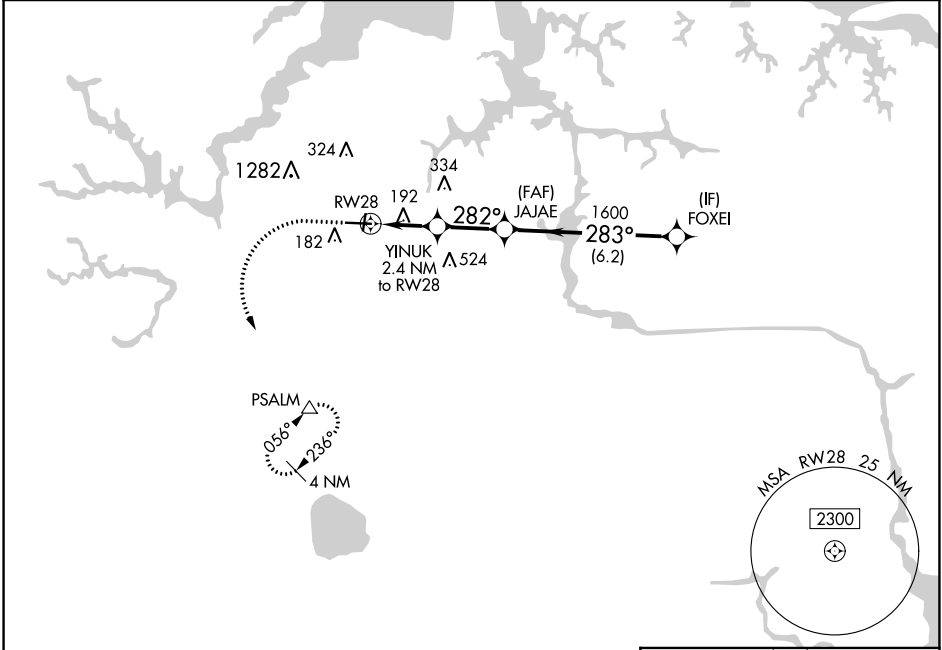 324
1282
334
192
RW28
(FAF)
JAJAE
(IF)
FOXEI
1600
282°
283°
(6.2)
182
YINUK
2.4 NM
to RW28
524
PSALM
056°
236°
4 NM
MSA RW28 25 NM
2300